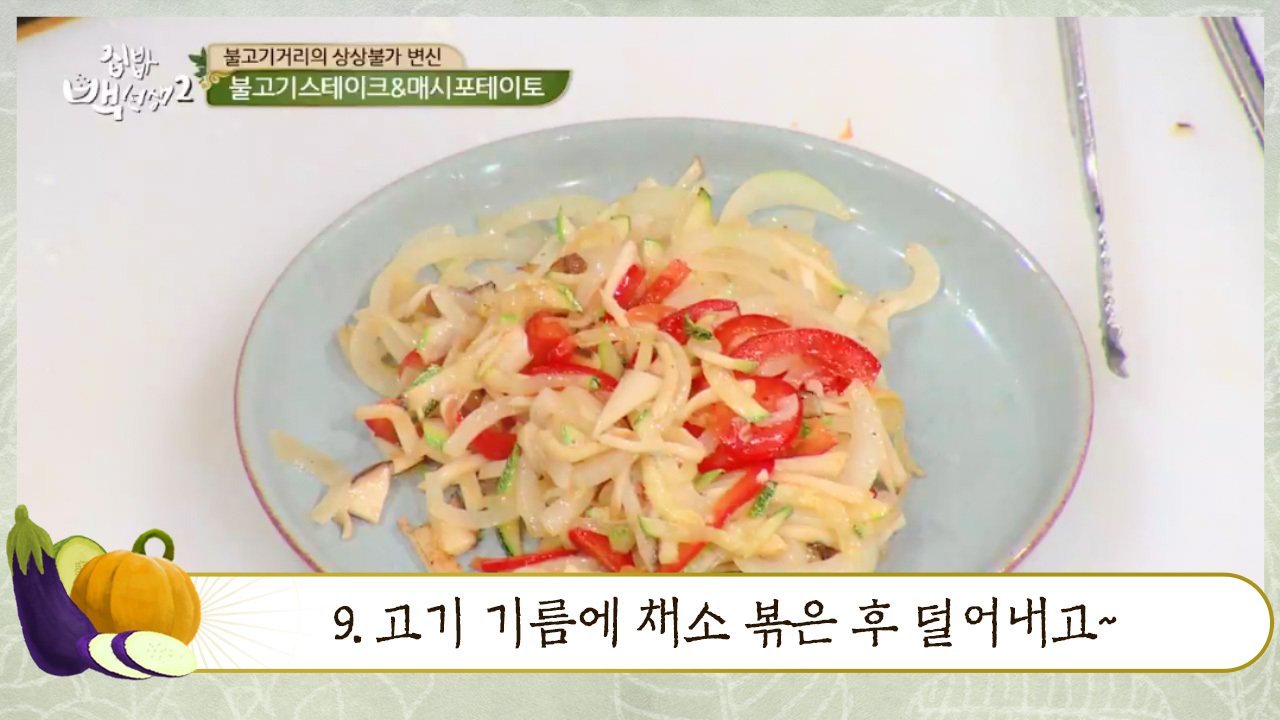 집밥
백선생2
불고기거리의 상상불가 변신
불고기스테이크&매시포테이토
9. 고기 기름에 채소 볶은 후 덜어내고~